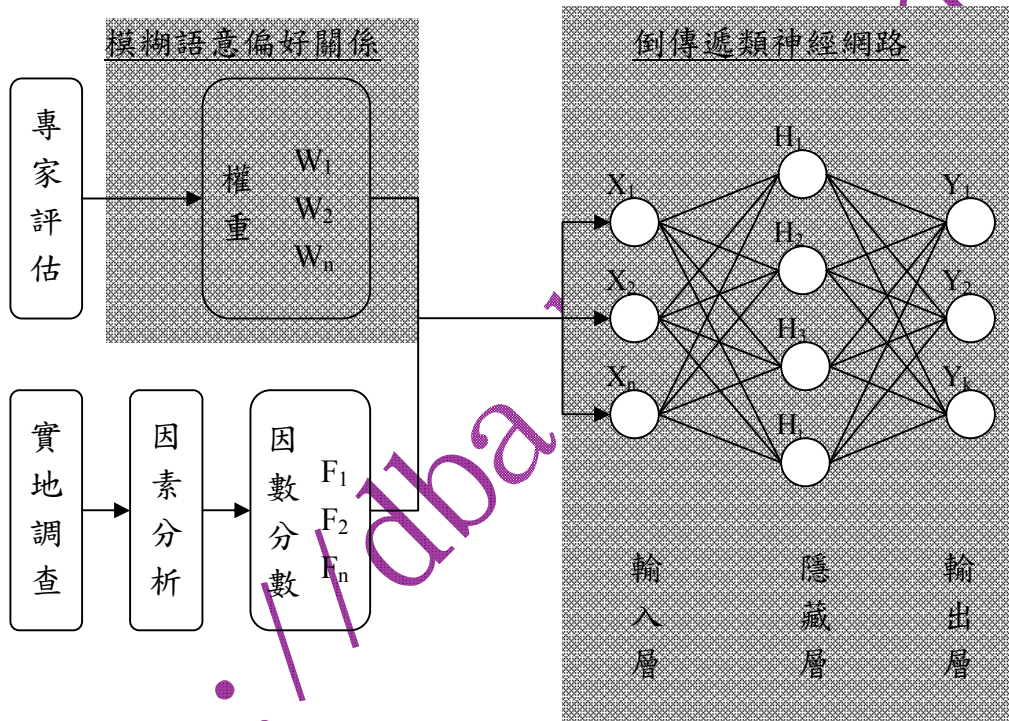 模糊語意偏好關係
倒傳遞類神經網路
專家評估
權重
W1
W2
Wn
實地調查
因素分析
因數分數
F1
F2
Fn
X1
X2
Xn
H1
H2
H3
Y1
Y2
Yk
輸入層
隱藏層
輸出層
://dba